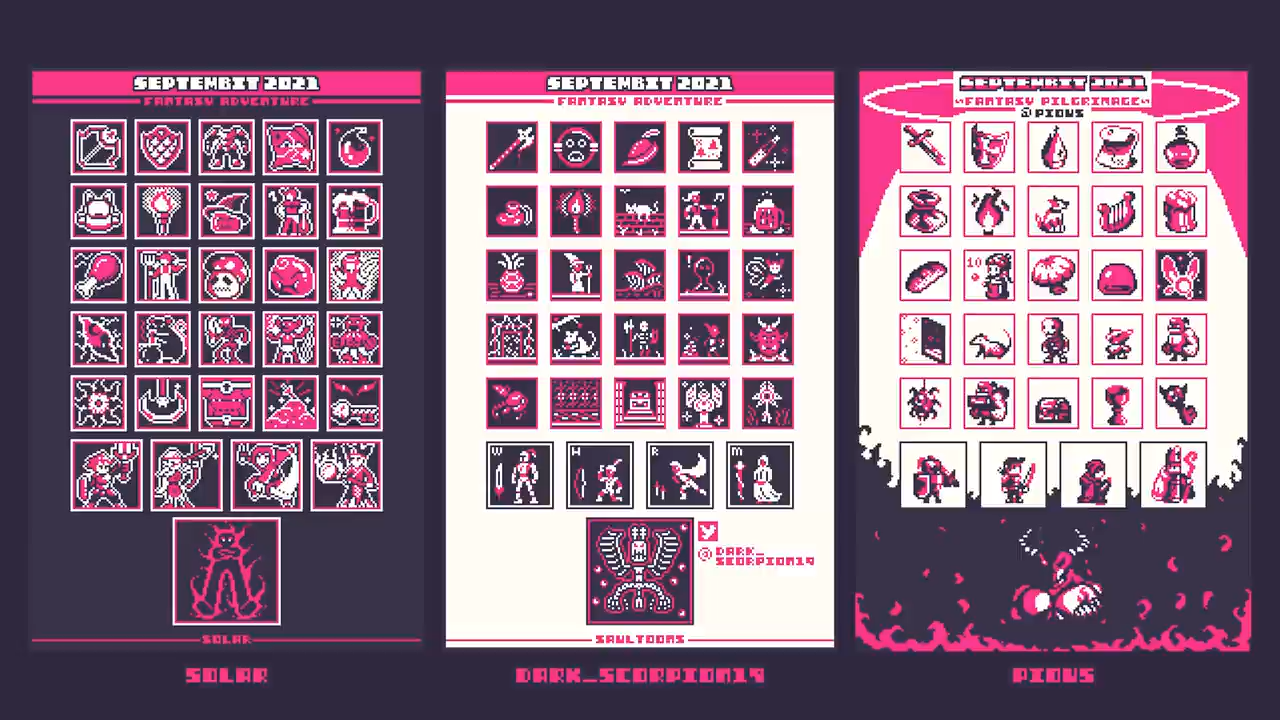 SEPTEMBIT 2021
FANTASY ADVENTURE
SOLAR
SOLAR
SEPTEMBIT 2021
FANTASY ADVENTURE
W
H
R
M
@DARK_
SCORPION19
SAULTOONS
DARK_SCORPION19
SEPTEMBIT 2021
~FANTASY PILGRIMAGE~
@PIOUS
10
PIOUS